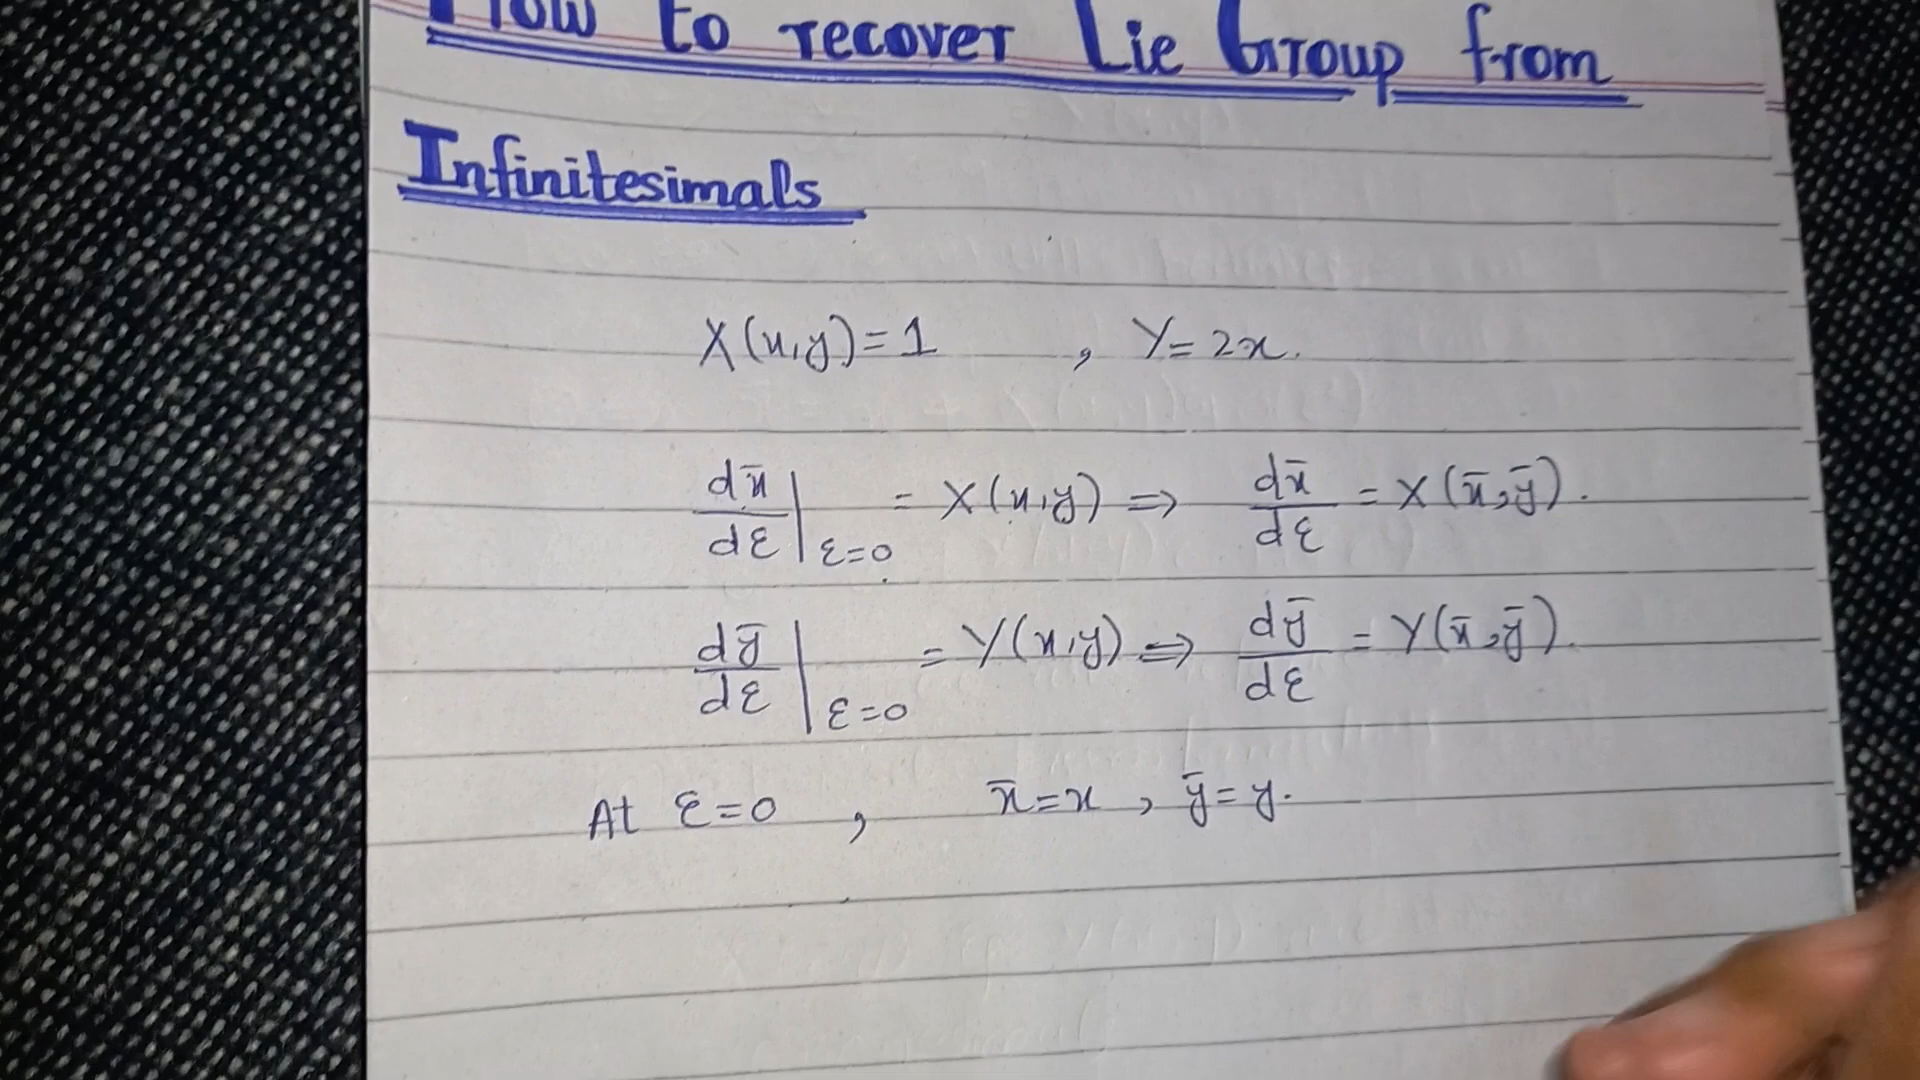 How to recover Lie Group from
Infinitesimals
X(x,y)=1 , Y=2x.
dx̄/dε|ε=0 = X(x,y) ⇒ dx̄/dε = X(x̄,ȳ).
dȳ/dε|ε=0 = Y(x,y) ⇒ dȳ/dε = Y(x̄,ȳ).
At ε=0 , x̄=x , ȳ=y.